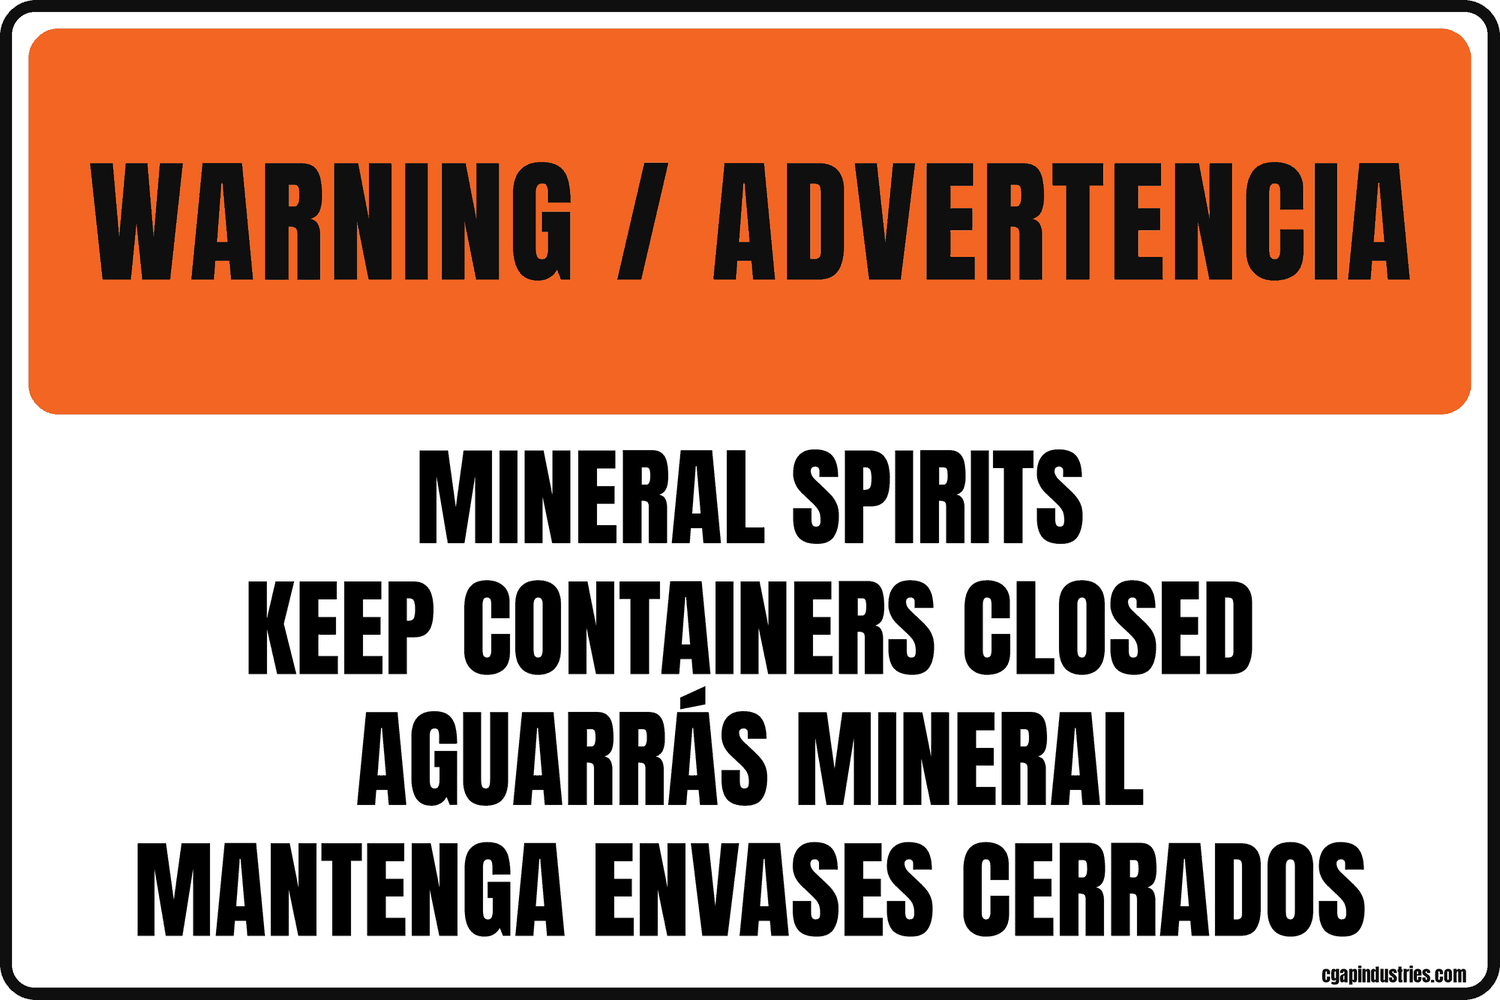 WARNING / ADVERTENCIA
MINERAL SPIRITS
KEEP CONTAINERS CLOSED
AGUARRÁS MINERAL
MANTENGA ENVASES CERRADOS
cgapindustries.com